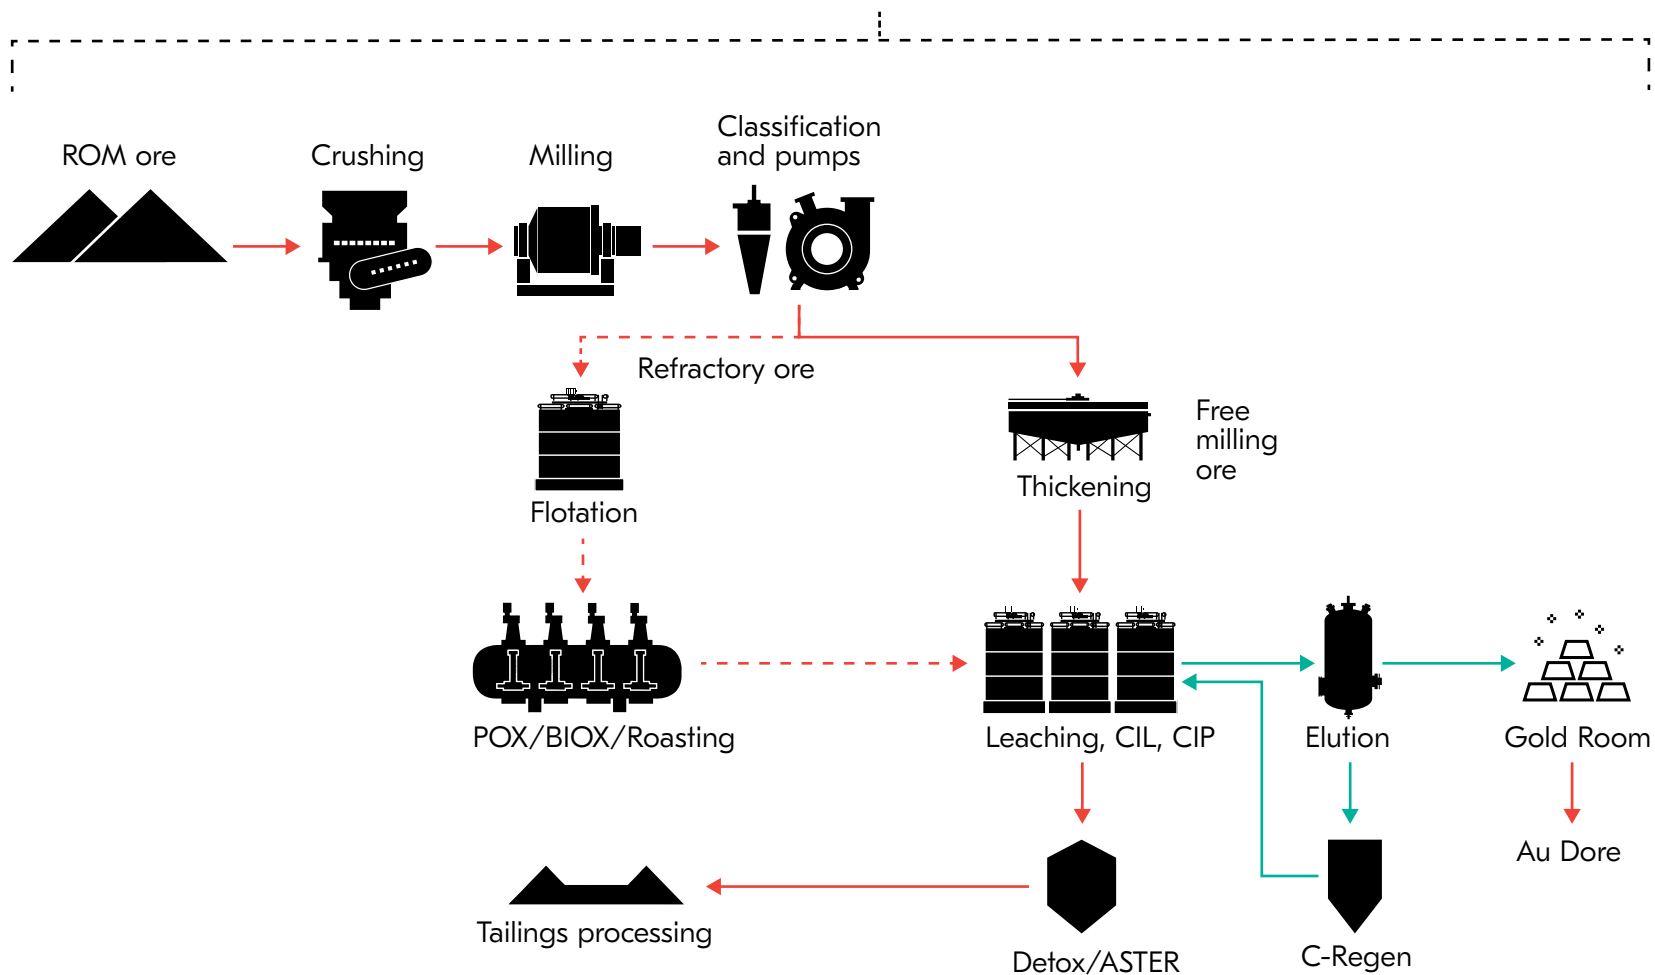 ROM ore
Crushing
Milling
Classification
and pumps
Refractory ore
Free
milling
ore
Flotation
Thickening
POX/BIOX/Roasting
Leaching, CIL, CIP
Elution
Gold Room
Au Dore
Tailings processing
Detox/ASTER
C-Regen